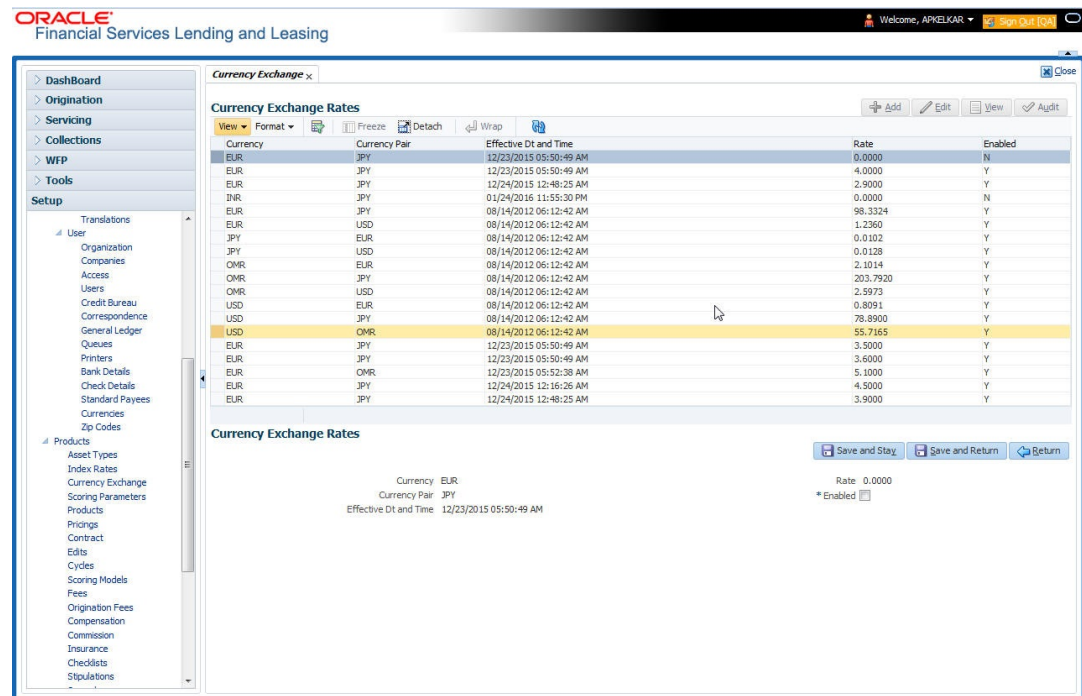 ORACLE
Financial Services Lending and Leasing
Welcome, APKELKAR
Sign Out [QA]
DashBoard
Origination
Servicing
Collections
WFP
Tools
Setup
Translations
User
Organization
Companies
Access
Users
Credit Bureau
Correspondence
General Ledger
Queues
Printers
Bank Details
Check Details
Standard Payees
Currencies
Zip Codes
Products
Asset Types
Index Rates
Currency Exchange
Scoring Parameters
Products
Pricings
Contract
Edits
Cycles
Scoring Models
Fees
Origination Fees
Compensation
Commission
Insurance
Checklists
Stipulations
Currency Exchange x
Close
Currency Exchange Rates
Add Edit View Audit
View Format Freeze Detach Wrap
Currency Currency Pair Effective Dt and Time Rate Enabled
EUR JPY 12/23/2015 05:50:49 AM 0.0000 N
EUR JPY 12/23/2015 05:50:49 AM 4.0000 Y
EUR JPY 12/24/2015 12:48:25 AM 2.9000 Y
INR JPY 01/24/2016 11:55:30 PM 0.0000 N
EUR JPY 08/14/2012 06:12:42 AM 98.3324 Y
EUR USD 08/14/2012 06:12:42 AM 1.2360 Y
JPY EUR 08/14/2012 06:12:42 AM 0.0102 Y
JPY USD 08/14/2012 06:12:42 AM 0.0128 Y
OMR EUR 08/14/2012 06:12:42 AM 2.1014 Y
OMR JPY 08/14/2012 06:12:42 AM 203.7920 Y
OMR USD 08/14/2012 06:12:42 AM 2.5973 Y
USD EUR 08/14/2012 06:12:42 AM 0.8091 Y
USD JPY 08/14/2012 06:12:42 AM 78.8900 Y
USD OMR 08/14/2012 06:12:42 AM 55.7165 Y
EUR JPY 12/23/2015 05:50:49 AM 3.5000 Y
EUR JPY 12/23/2015 05:50:49 AM 3.6000 Y
EUR OMR 12/23/2015 05:52:38 AM 5.1000 Y
EUR JPY 12/24/2015 12:16:26 AM 4.5000 Y
EUR JPY 12/24/2015 12:48:25 AM 3.9000 Y
Currency Exchange Rates
Save and Stay Save and Return Return
Currency EUR Rate 0.0000
Currency Pair JPY * Enabled
Effective Dt and Time 12/23/2015 05:50:49 AM